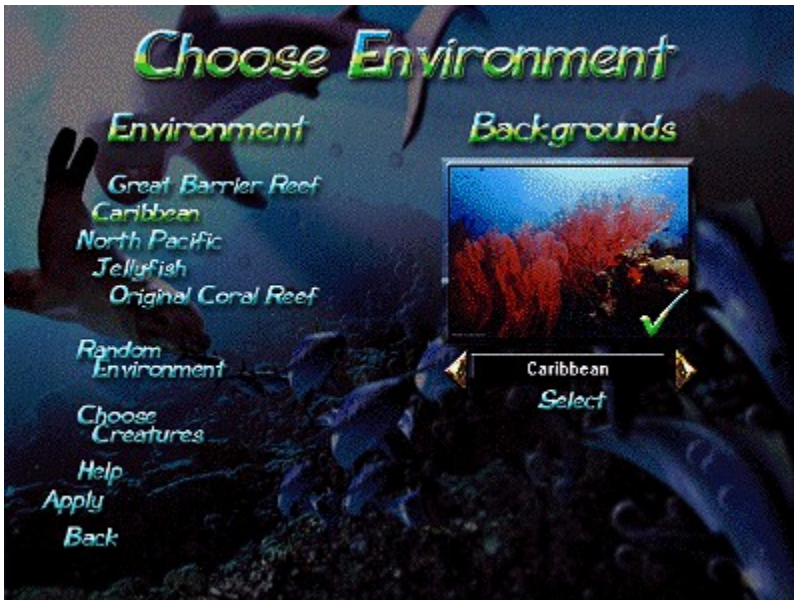 Choose Environment
Environment
Great Barrier Reef
Caribbean
North Pacific
Jellyfish
Original Coral Reef
Random
Environment
Choose
Creatures
Help
Apply
Back
Backgrounds
Caribbean
Select